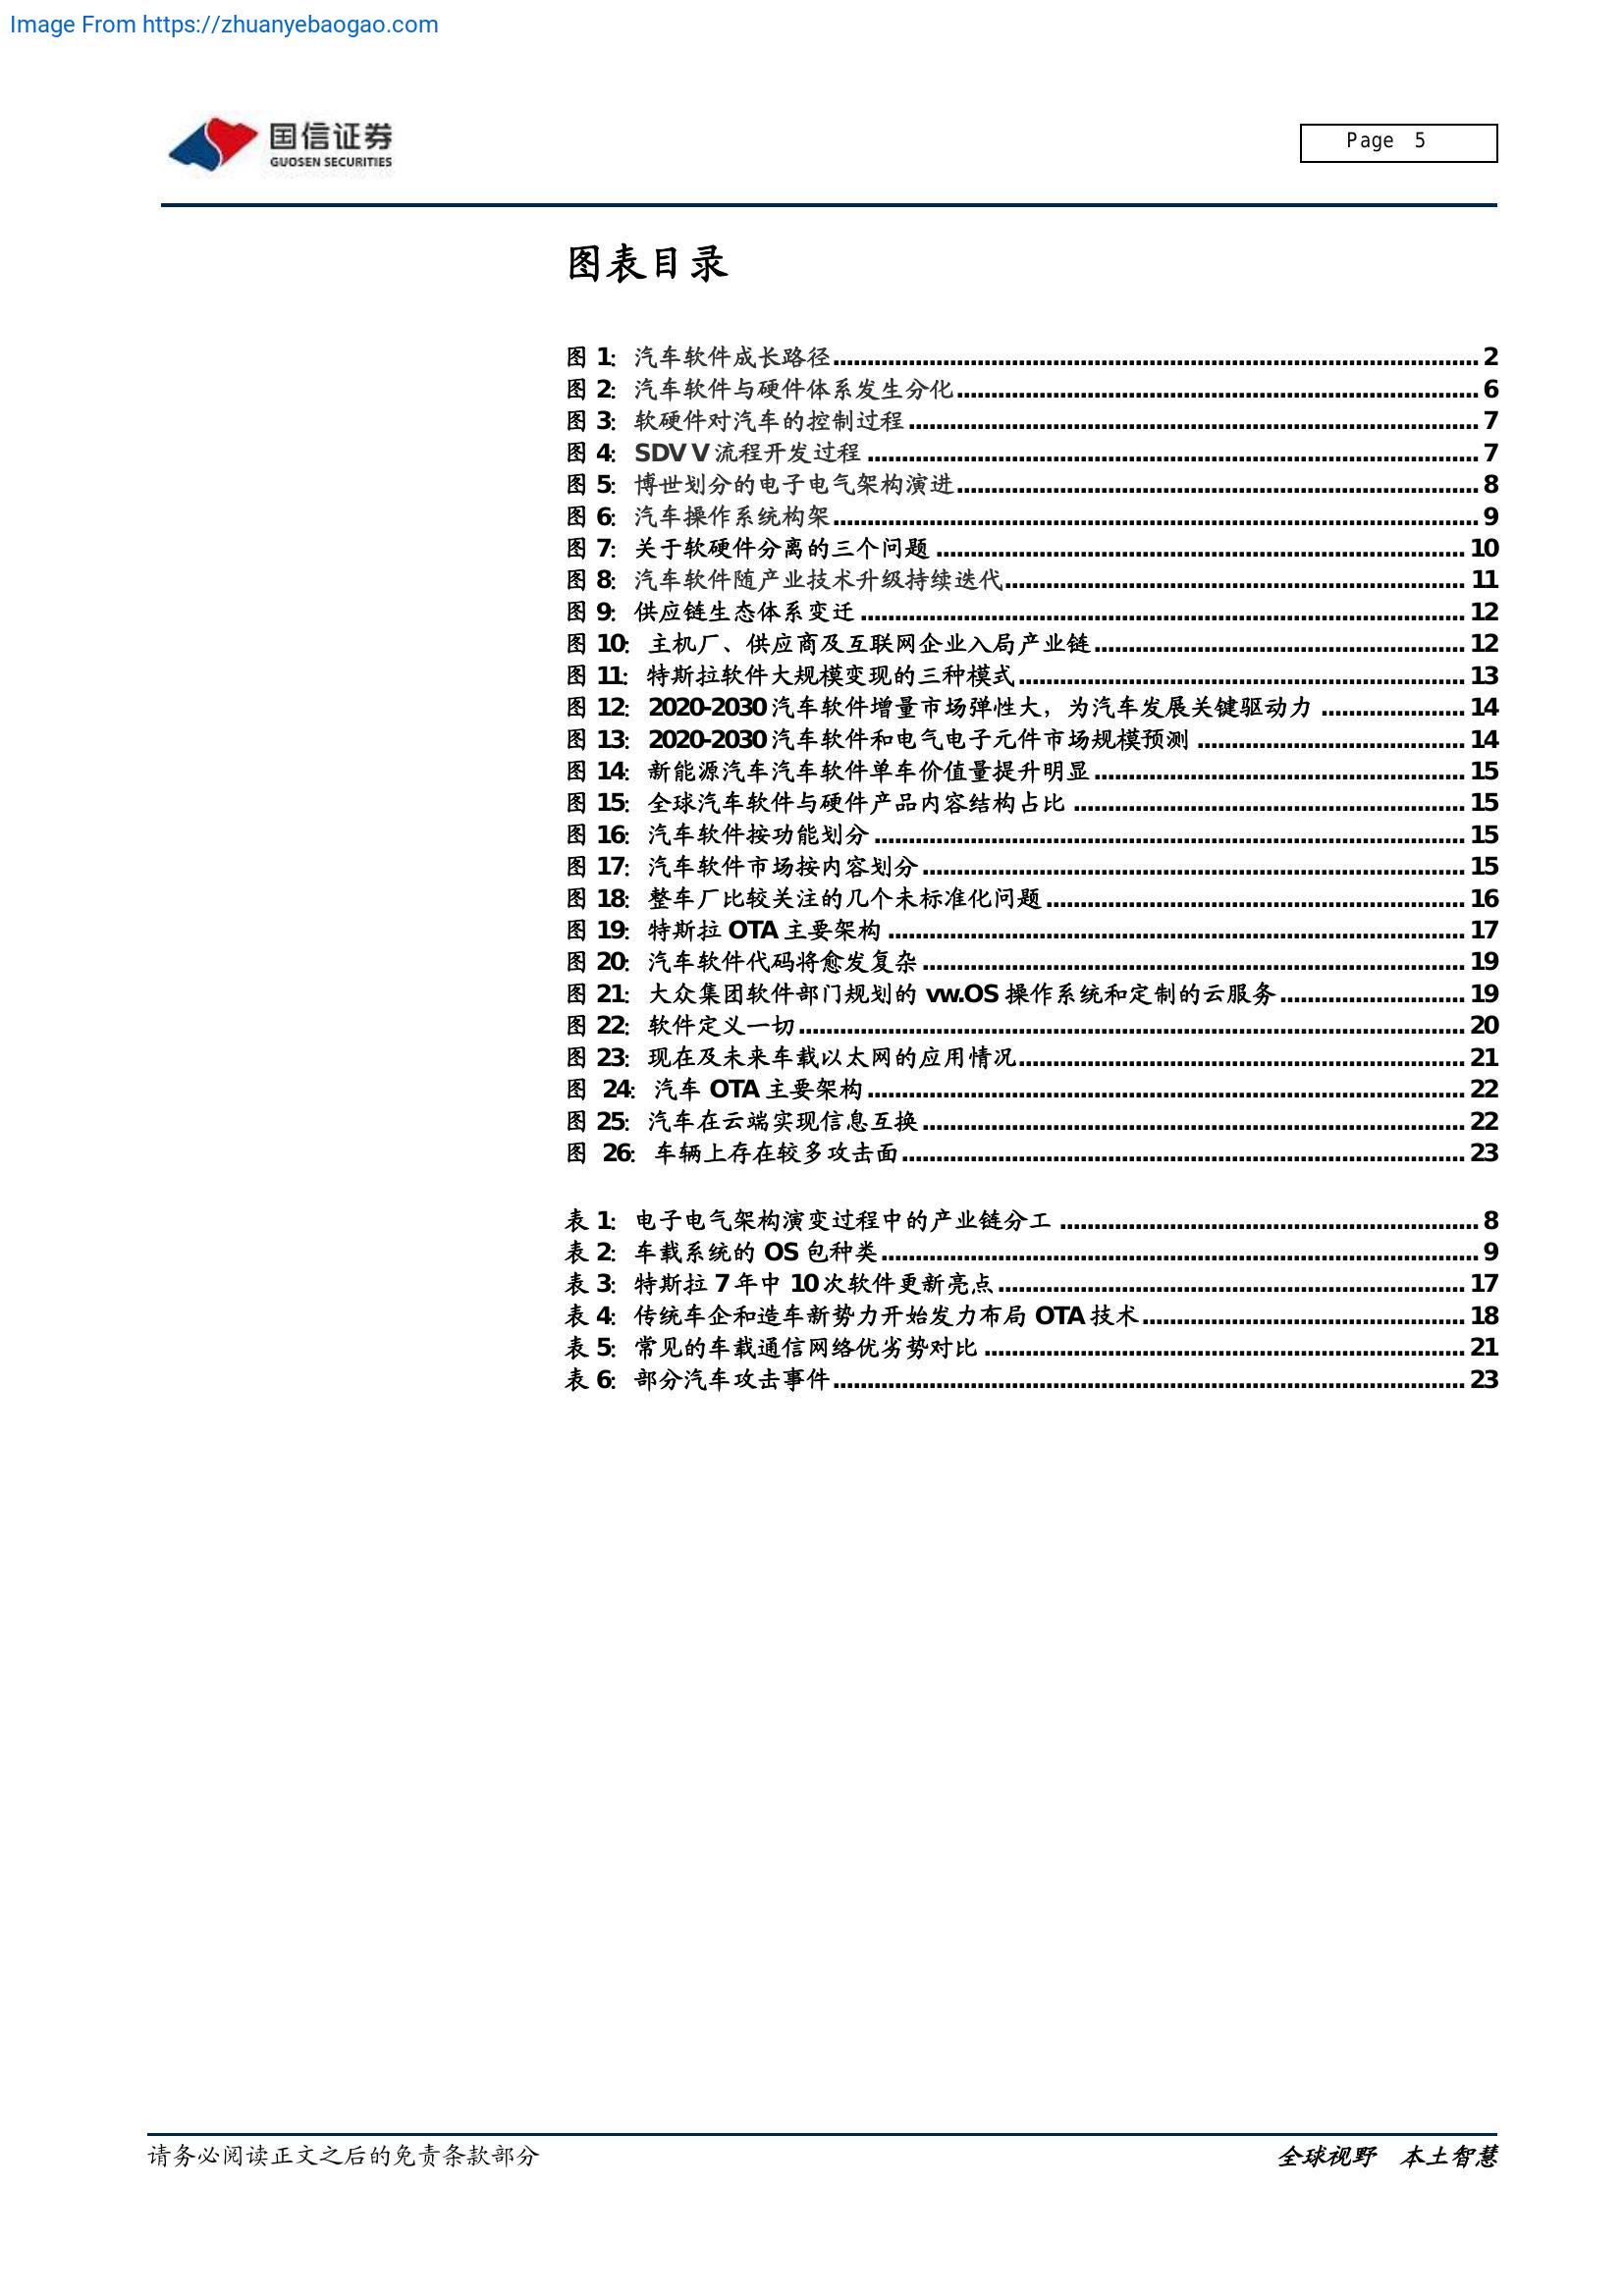 Image From https://zhuanyebaogao.com
国信证券
GUOSEN SECURITIES
Page 5
图表目录
图 1: 汽车软件成长路径........2
图 2: 汽车软件与硬件体系发生分化........6
图 3: 软硬件对汽车的控制过程........7
图 4: SDV V 流程开发过程........7
图 5: 博世划分的电子电气架构演进........8
图 6: 汽车操作系统构架........9
图 7: 关于软硬件分离的三个问题........10
图 8: 汽车软件随产业技术升级持续迭代........11
图 9: 供应链生态体系变迁........12
图 10: 主机厂、供应商及互联网企业入局产业链........12
图 11: 特斯拉软件大规模变现的三种模式........13
图 12: 2020-2030 汽车软件增量市场弹性大，为汽车发展关键驱动力........14
图 13: 2020-2030 汽车软件和电气电子元件市场规模预测........14
图 14: 新能源汽车汽车软件单车价值量提升明显........15
图 15: 全球汽车软件与硬件产品内容结构占比........15
图 16: 汽车软件按功能划分........15
图 17: 汽车软件市场按内容划分........15
图 18: 整车厂比较关注的几个未标准化问题........16
图 19: 特斯拉 OTA 主要架构........17
图 20: 汽车软件代码将愈发复杂........19
图 21: 大众集团软件部门规划的 vw.OS 操作系统和定制的云服务........19
图 22: 软件定义一切........20
图 23: 现在及未来车载以太网的应用情况........21
图 24: 汽车 OTA 主要架构........22
图 25: 汽车在云端实现信息互换........22
图 26: 车辆上存在较多攻击面........23
表 1: 电子电气架构演变过程中的产业链分工........8
表 2: 车载系统的 OS 包种类........9
表 3: 特斯拉 7 年中 10 次软件更新亮点........17
表 4: 传统车企和造车新势力开始发力布局 OTA 技术........18
表 5: 常见的车载通信网络优劣势对比........21
表 6: 部分汽车攻击事件........23
请务必阅读正文之后的免责条款部分
全球视野 本土智慧